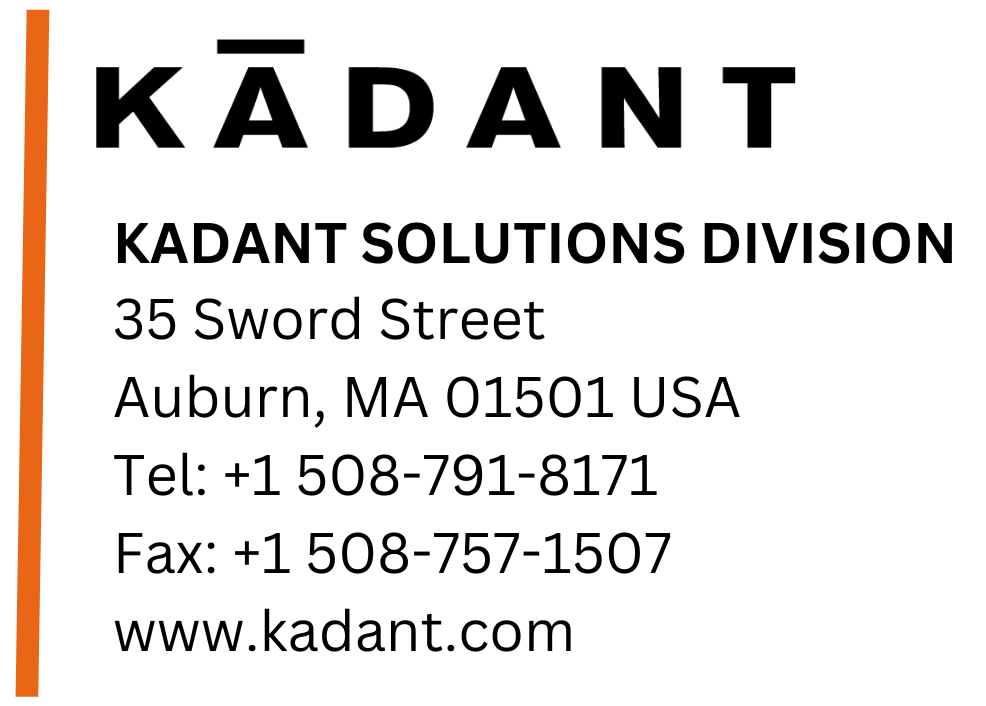 KĀDANT
KADANT SOLUTIONS DIVISION
35 Sword Street
Auburn, MA 01501 USA
Tel: +1 508-791-8171
Fax: +1 508-757-1507
www.kadant.com